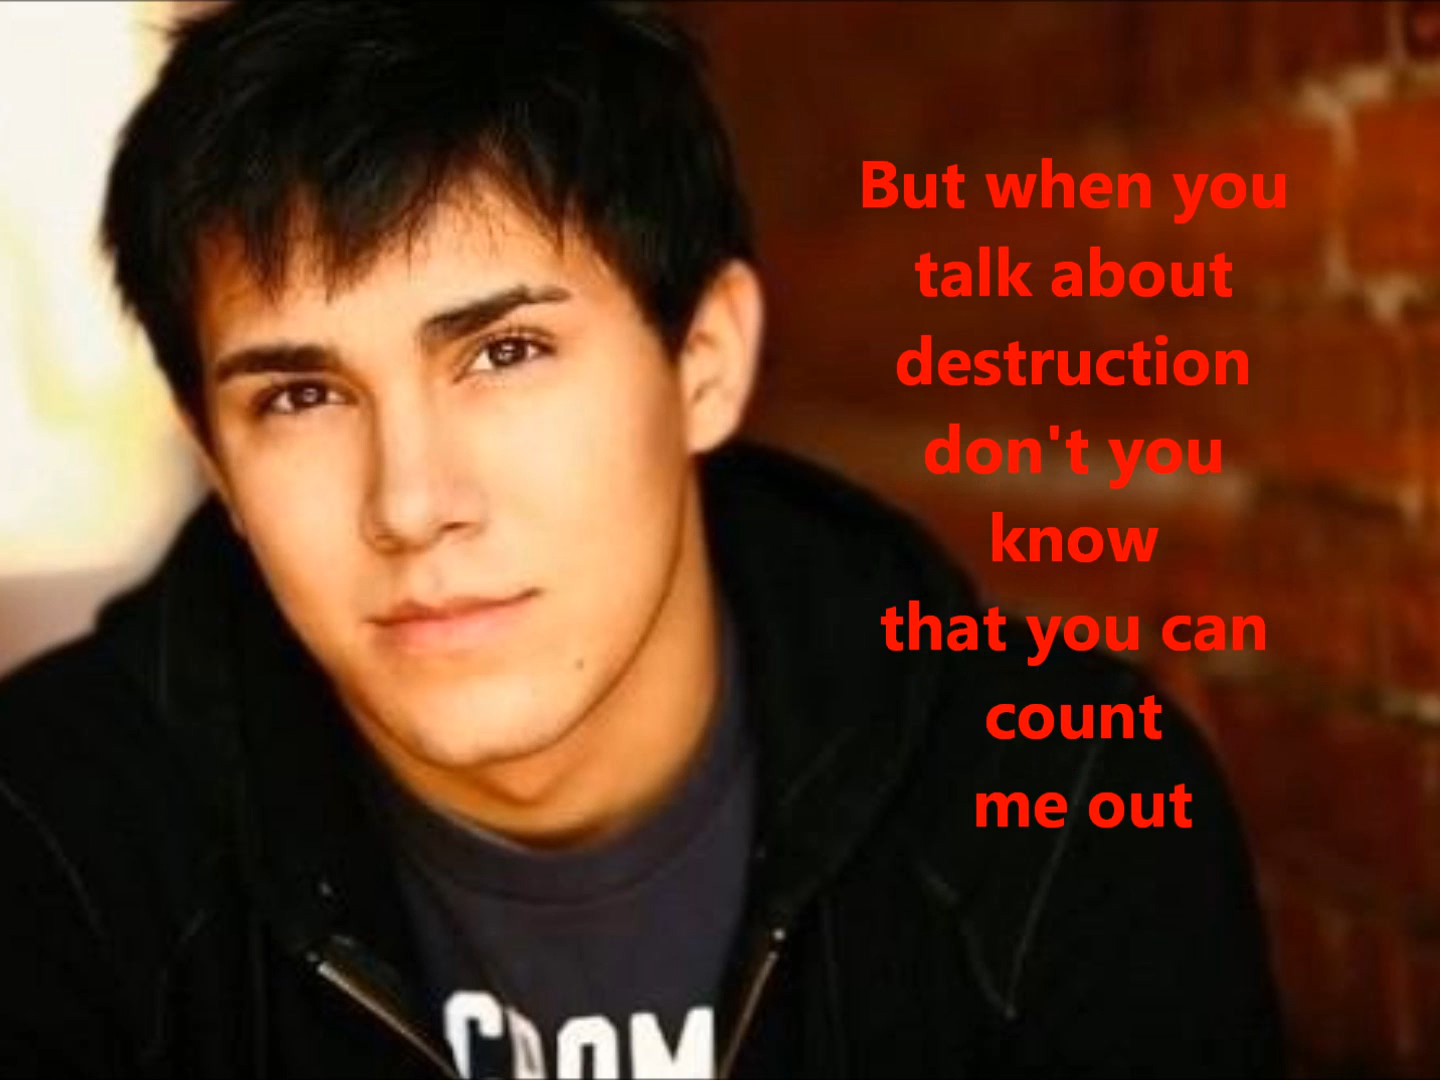 But when you
talk about
destruction
don't you
know
that you can
count
me out